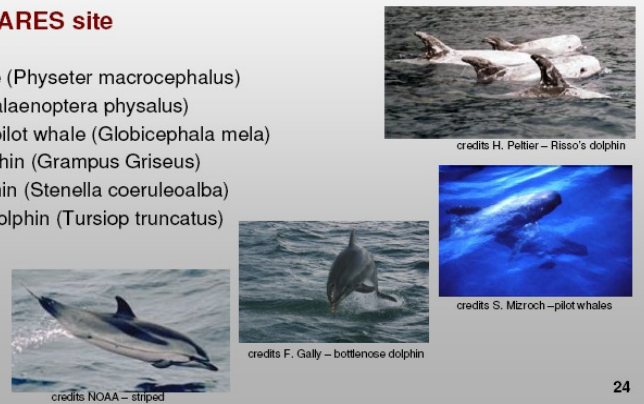 ARES site
e (Physeter macrocephalus)
alaenoptera physalus)
pilot whale (Globicephala mela)
hin (Grampus Griseus)
hin (Stenella coeruleoalba)
olphin (Tursiop truncatus)
credits H. Peltier – Risso's dolphin
credits S. Mizroch –pilot whales
credits F. Gally – bottlenose dolphin
credits NOAA – striped
24